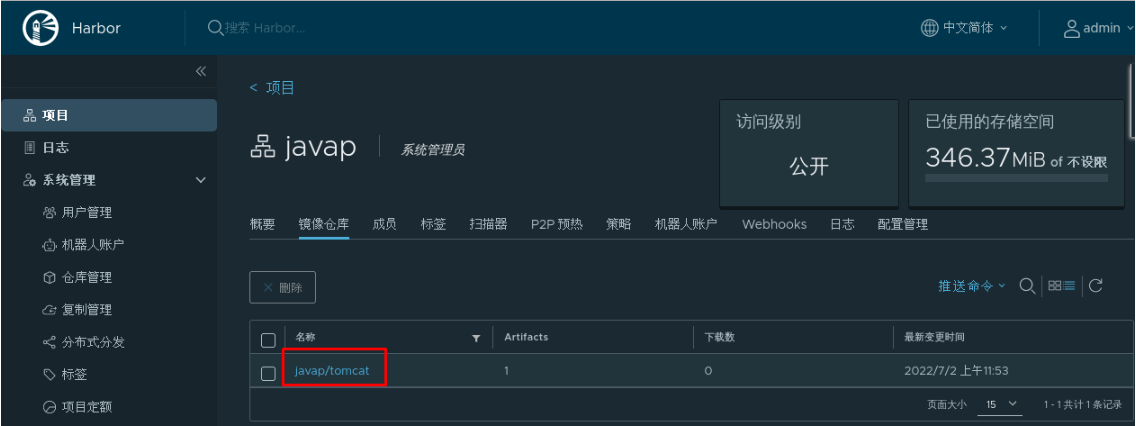 Harbor 搜索 Harbor... 中文简体 admin
< 项目
项目
日志
系统管理
用户管理
机器人账户
仓库管理
复制管理
分布式分发
标签
项目定额
javap 系统管理员
访问级别
公开
已使用的存储空间
346.37MiB of 不设限
概要 镜像仓库 成员 标签 扫描器 P2P 预热 策略 机器人账户 Webhooks 日志 配置管理
× 删除 推送命令
名称 Artifacts 下载数 最新变更时间
javap/tomcat 1 0 2022/7/2 上午11:53
页面大小 15 1 - 1 共计 1 条记录